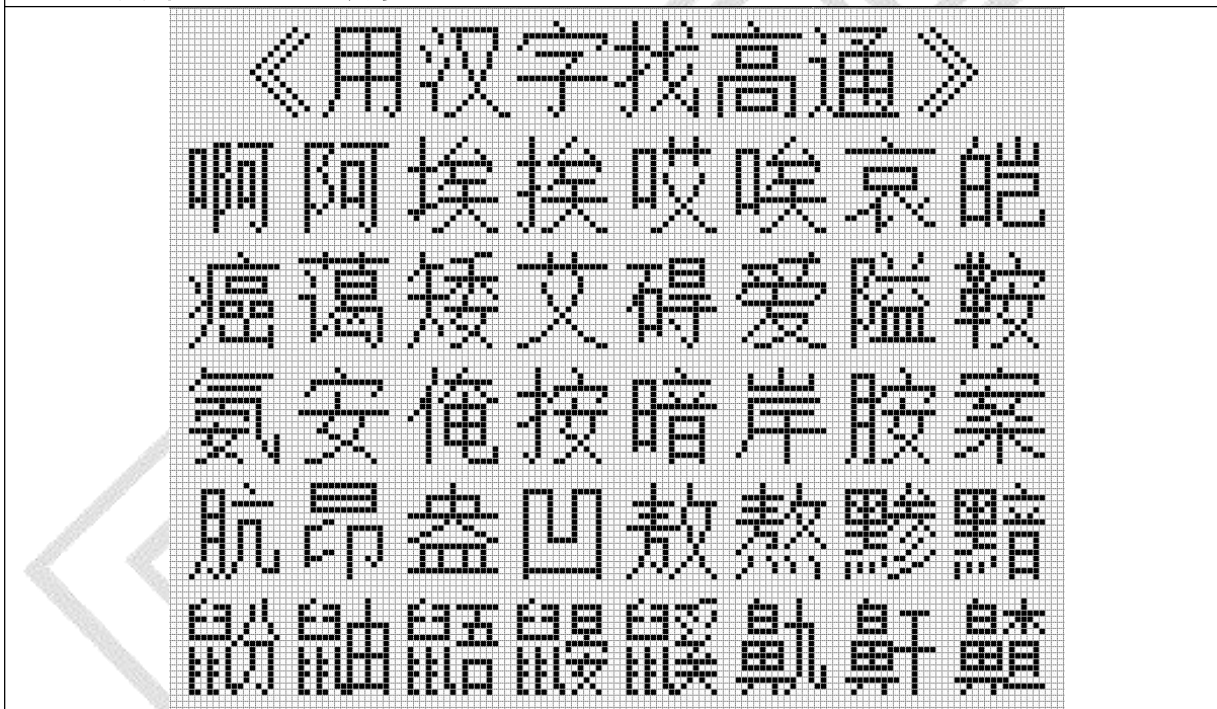 《用汉字找高通》
啊阿埃挨哎唉哀皑
癌蔼矮艾碍爱隘鞍
氨安俺按暗岸胺案
肮昂盎凹敖熬黪黯
鼢鼬鼯鼹鼷鼽鼾齄